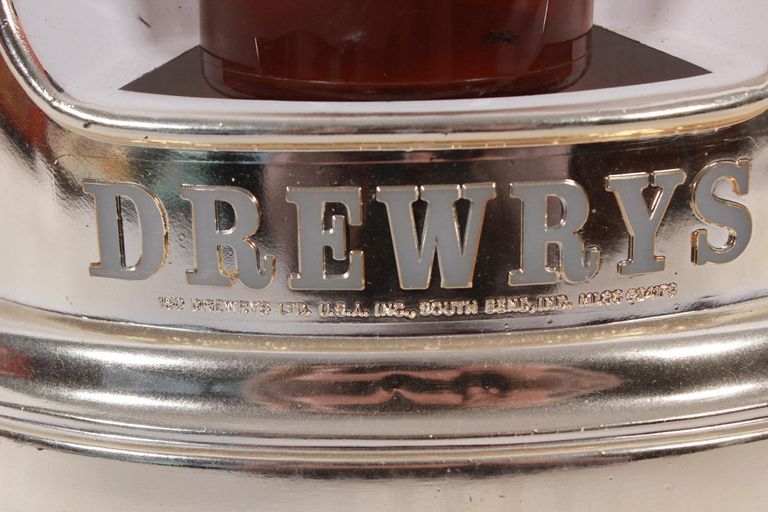 DREWRYS
DREWRYS LTD. U.S.A. INC., SOUTH BEND, IND.